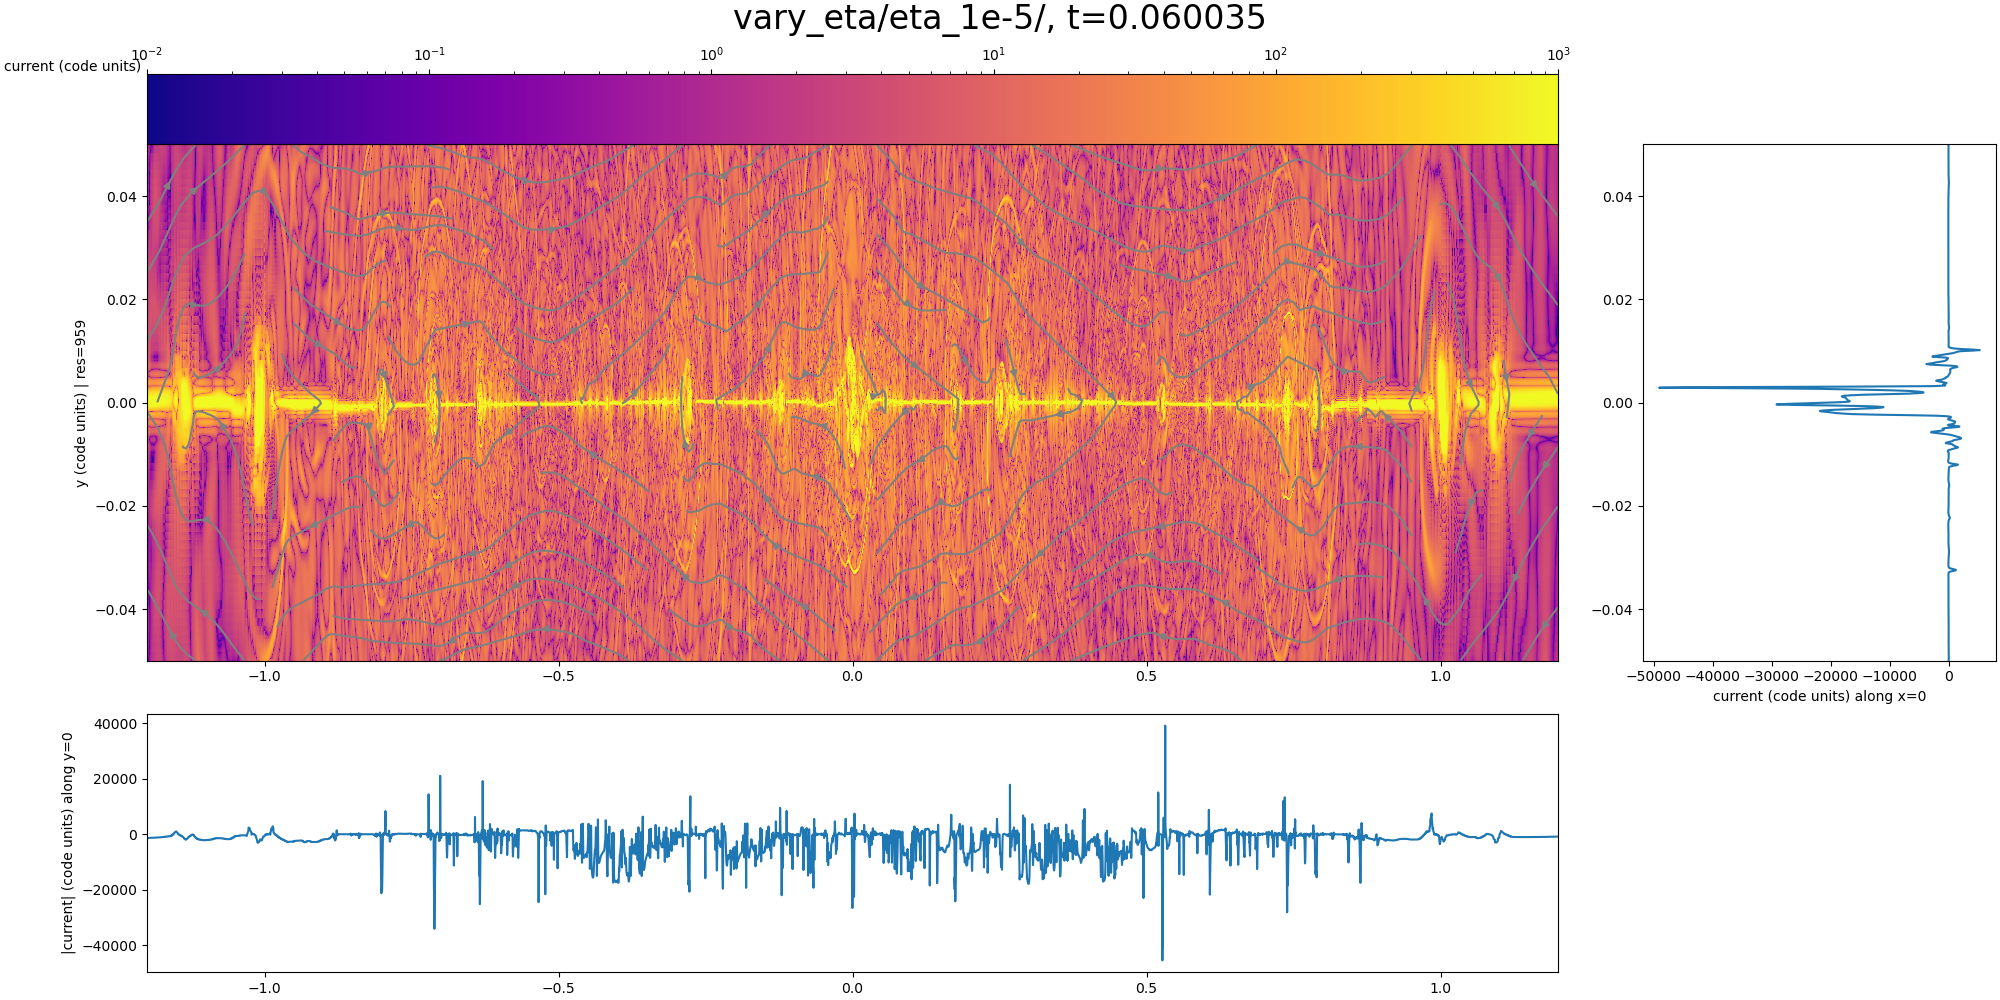 vary_eta/eta_1e-5/, t=0.060035
current (code units)
10⁻² 10⁻¹ 10⁰ 10¹ 10² 10³
y (code units) | res=959
0.04
0.02
0.00
−0.02
−0.04
−1.0 −0.5 0.0 0.5 1.0
0.04
0.02
0.00
−0.02
−0.04
−50000 −40000 −30000 −20000 −10000 0
current (code units) along x=0
|current| (code units) along y=0
40000
20000
0
−20000
−40000
−1.0 −0.5 0.0 0.5 1.0